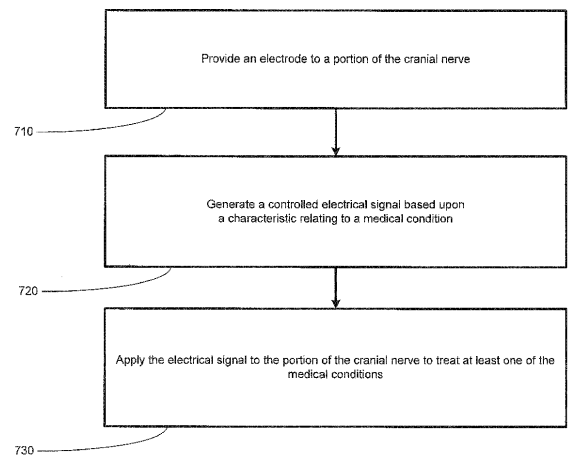 Provide an electrode to a portion of the cranial nerve
710
Generate a controlled electrical signal based upon
a characteristic relating to a medical condition
720
Apply the electrical signal to the portion of the cranial nerve to treat at least one of the
medical conditions
730